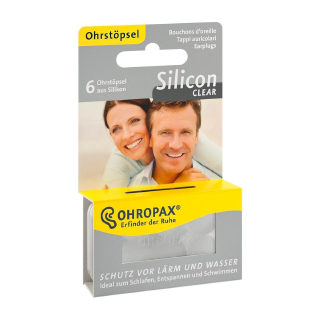 Ohrstöpsel
Bouchons d'oreille
Tappi auricolari
Earplugs
6 Ohrstöpsel
aus Silikon
Silicon
CLEAR
OHROPAX®
Erfinder der Ruhe
SCHUTZ VOR LÄRM UND WASSER
Ideal zum Schlafen, Entspannen und Schwimmen